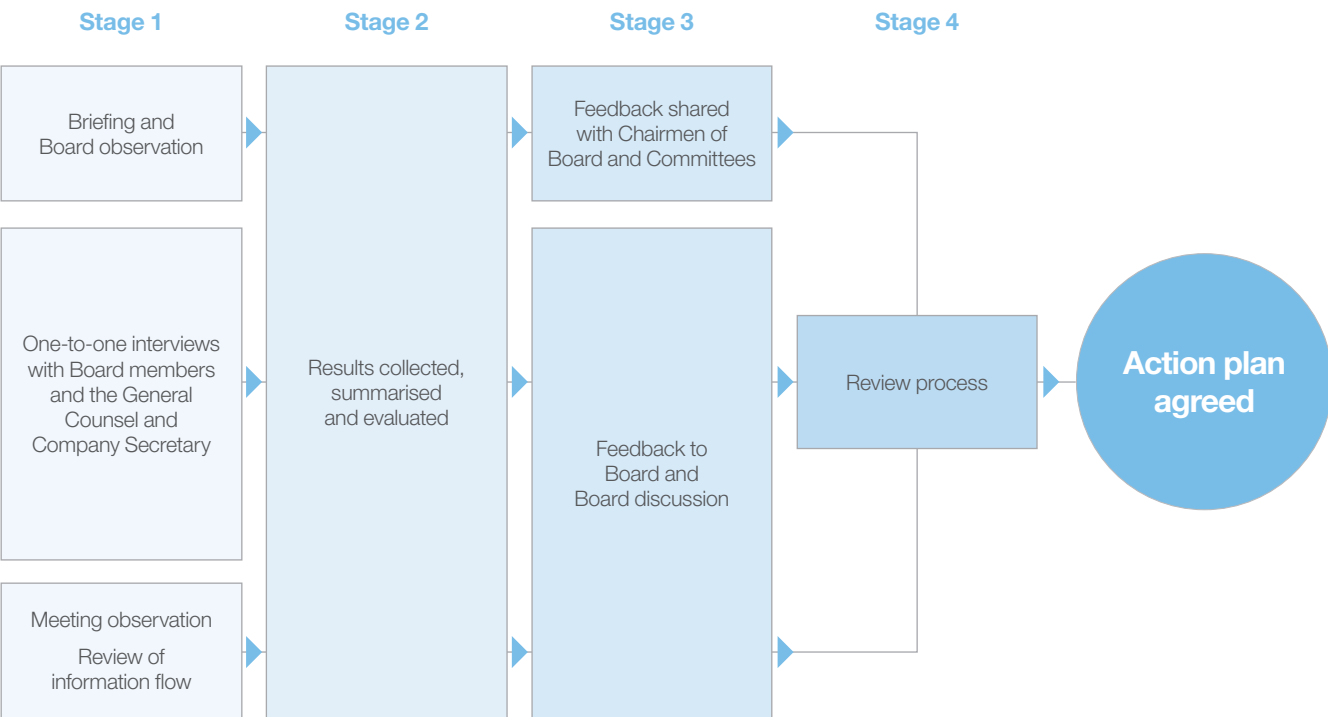 Stage 1
Stage 2
Stage 3
Stage 4
Briefing and
Board observation
One-to-one interviews
with Board members
and the General
Counsel and
Company Secretary
Meeting observation
Review of
information flow
Results collected,
summarised
and evaluated
Feedback shared
with Chairmen of
Board and Committees
Feedback to
Board and
Board discussion
Review process
Action plan
agreed